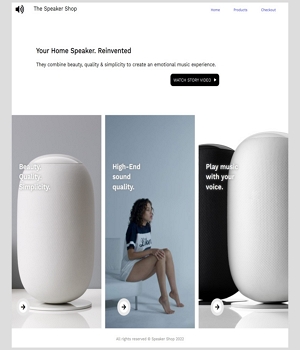 The Speaker Shop
Home Products Checkout
Your Home Speaker. Reinvented
They combine beauty, quality & simplicity to create an emotional music experience.
WATCH STORY VIDEO
Beauty.
Quality.
Simplicity.
High-End
sound
quality.
Play music
with your
voice.
All rights reserved © Speaker Shop 2020